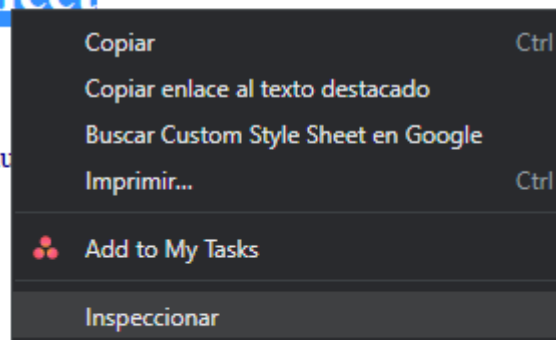 Copiar Ctrl
Copiar enlace al texto destacado
Buscar Custom Style Sheet en Google
Imprimir... Ctrl
Add to My Tasks
Inspeccionar